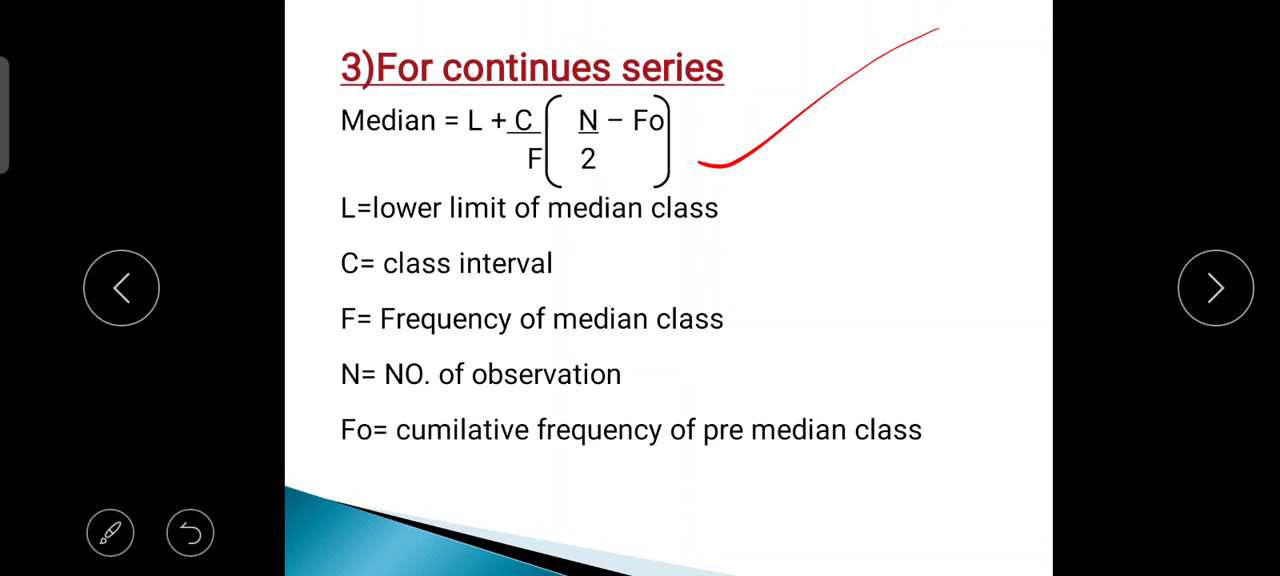 3)For continues series
Median = L + C ( N – Fo )
F 2
L=lower limit of median class
C= class interval
F= Frequency of median class
N= NO. of observation
Fo= cumilative frequency of pre median class